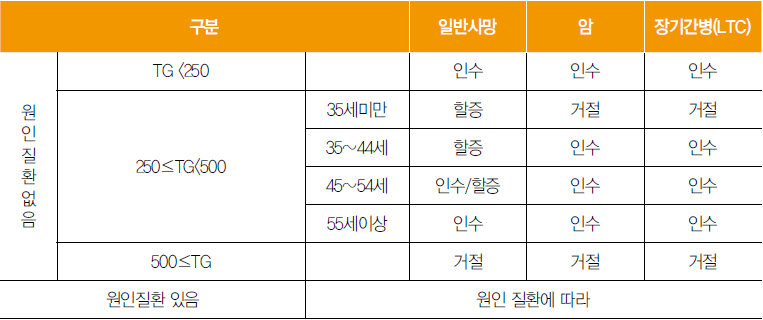 구분 일반사망 암 장기간병(LTC)
원인질환없음
TG〈250 인수 인수 인수
250≤TG〈500
35세미만 할증 거절 거절
35~44세 할증 인수 인수
45~54세 인수/할증 인수 인수
55세이상 인수 인수 인수
500≤TG 거절 거절 거절
원인질환 있음 원인 질환에 따라